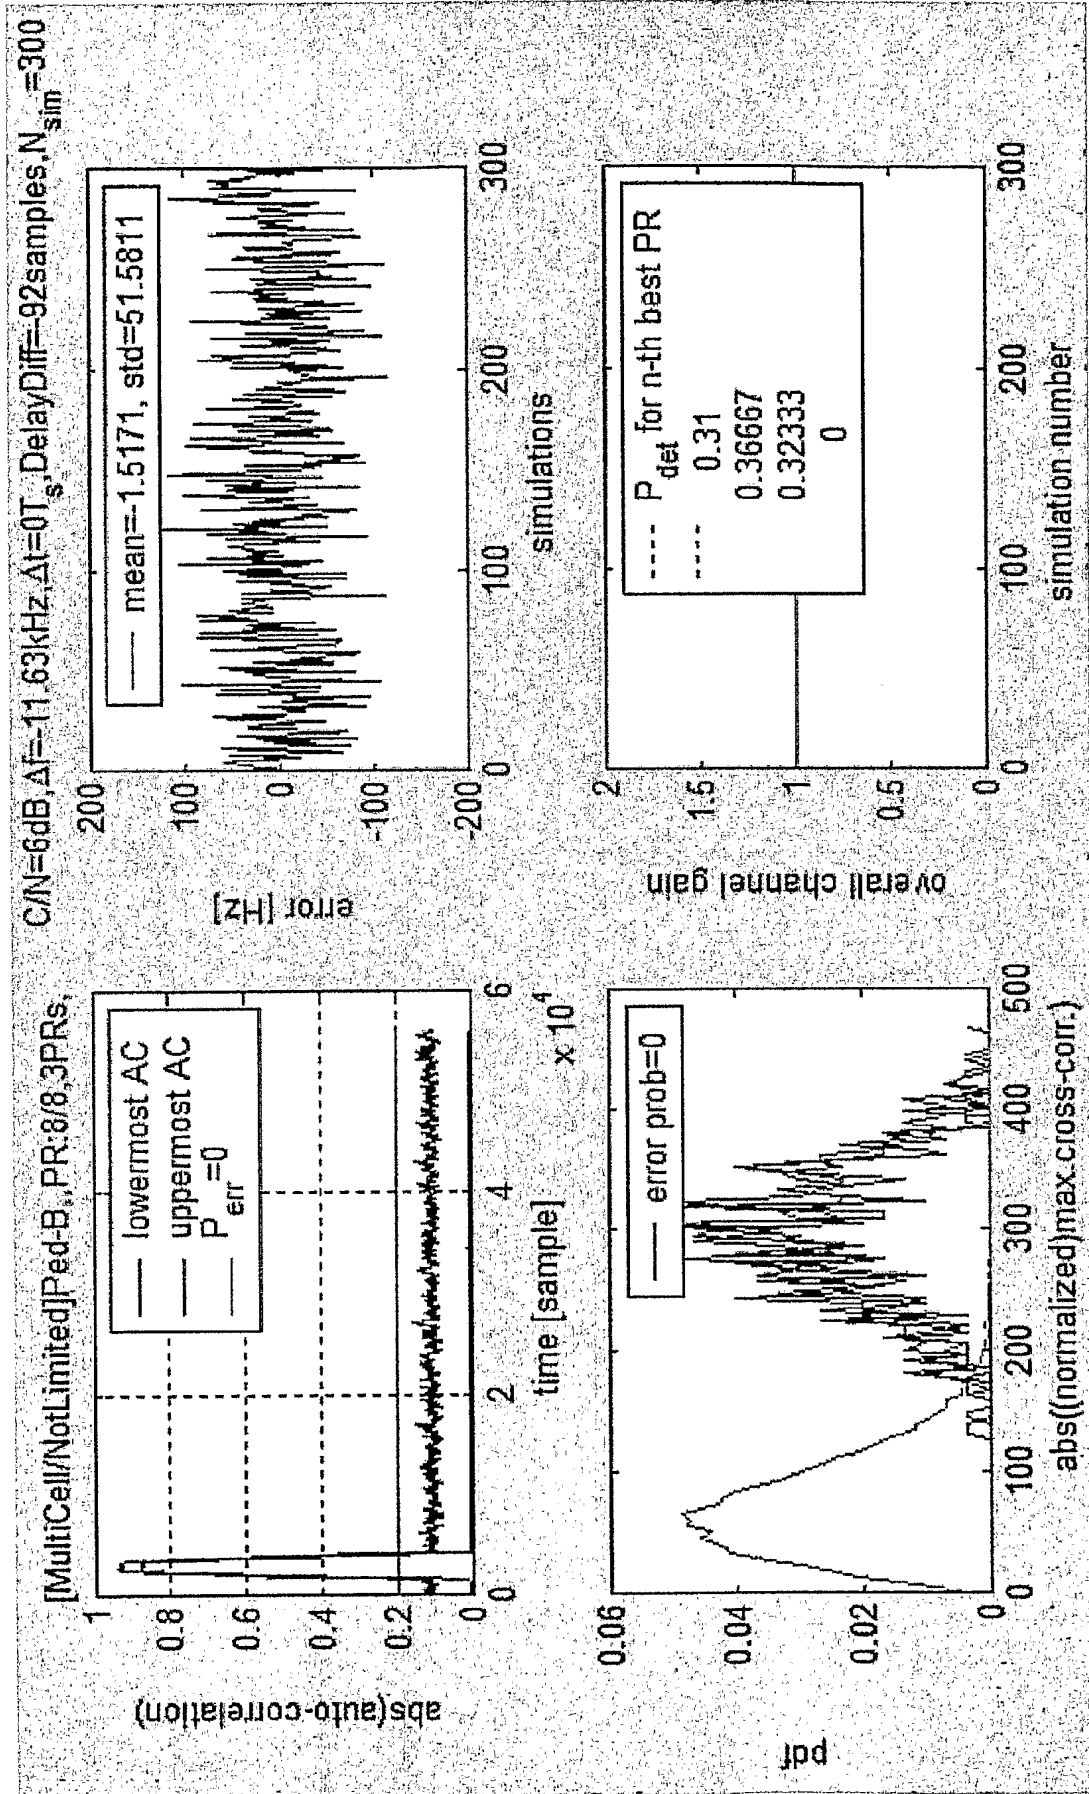 [MultiCell/NotLimited]Ped-B, PR:8/8,3PRs,
C/N=6dB,Δf=-11.63kHz,Δt=0T_s,DelayDiff=-92samples,N_sim=300
abs(auto-correlation)
1
0.8
0.6
0.4
0.2
0
lowermost AC
uppermost AC
P_err=0
0 2 4 6
x 10^4
time [sample]
error [Hz]
200
100
0
-100
-200
mean=-1.5171, std=51.5811
0 100 200 300
simulations
pdf
0.06
0.04
0.02
0
error prob=0
0 100 200 300 400 500
abs((normalized)max.cross-corr.)
overall channel gain
2
1.5
1
0.5
0
P_det for n-th best PR
0.31
0.36667
0.32333
0
0 100 200 300
simulation number